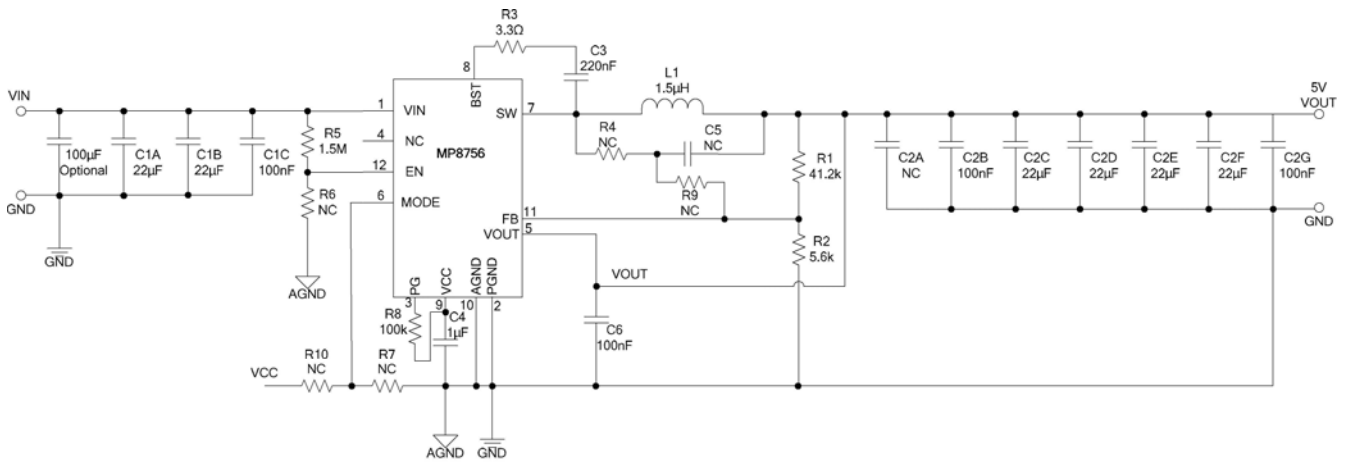 R3
3.3Ω
C3
220nF
8
BST
L1
1.5µH
5V
VOUT
VIN
1
VIN
SW
7
R4
NC
C5
NC
R5
1.5M
4
NC
MP8756
100µF
Optional
C1A
22µF
C1B
22µF
C1C
100nF
12
EN
R1
41.2k
C2A
NC
C2B
100nF
C2C
22µF
C2D
22µF
C2E
22µF
C2F
22µF
C2G
100nF
R6
NC
6
MODE
R9
NC
GND
FB
11
GND
VOUT
5
R2
5.6k
GND
AGND
PG
VCC
AGND
PGND
VOUT
3
9
10
2
R8
100k
C4
1µF
C6
100nF
R10
NC
R7
NC
VCC
AGND
GND